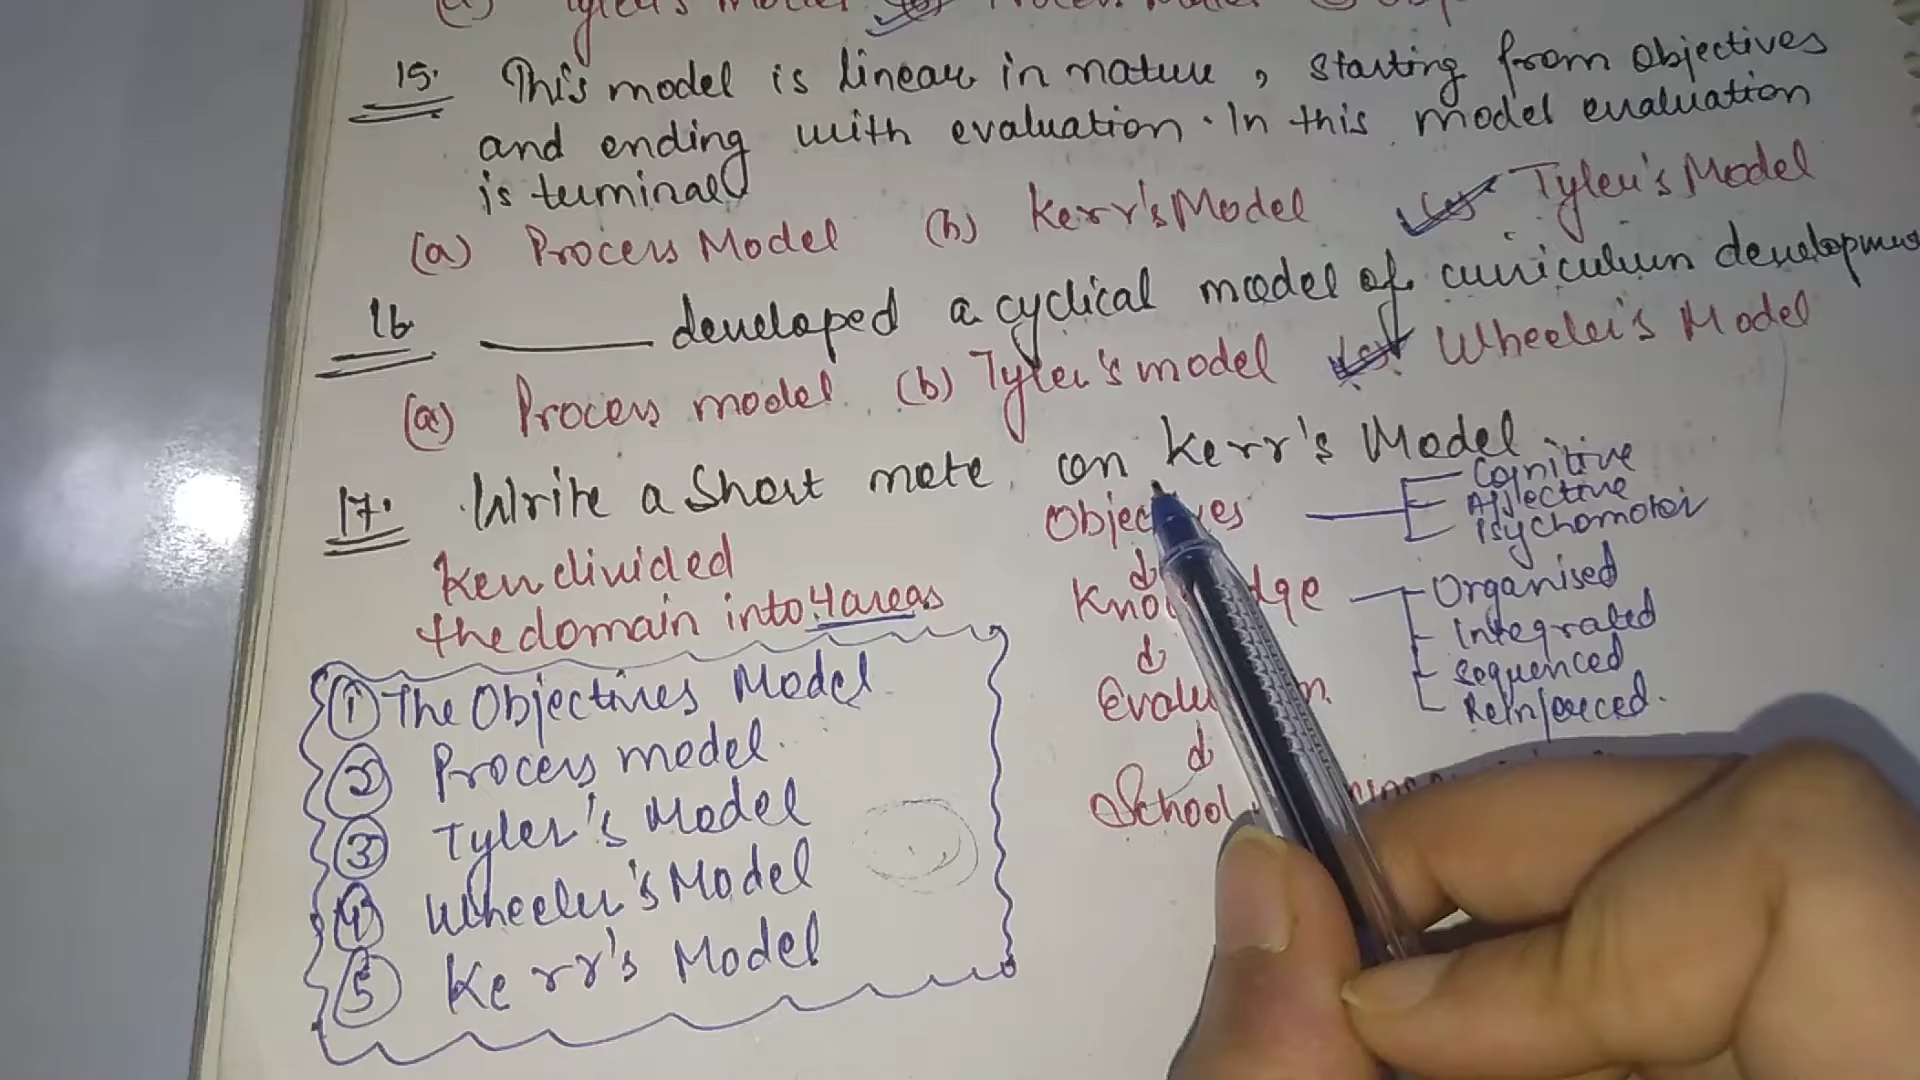 Tyler's model
15. This model is linear in nature, starting from objectives
and ending with evaluation. In this model evaluation
is terminal
(a) Process Model (b) Kerr's Model (c) Tyler's Model
16 ______ developed a cyclical model of curriculum
(a) Process model (b) Tyler's model (c) Wheeler's Model
17. Write a short note on Kerr's Model
Kerr divided
the domain into 4 areas
① The Objectives Model
② Process model
③ Tyler's Model
④ Wheeler's Model
⑤ Kerr's Model
Cognitive
Affective
Psychomotor
Organised
Integrated
Sequenced
Reinforced.
School